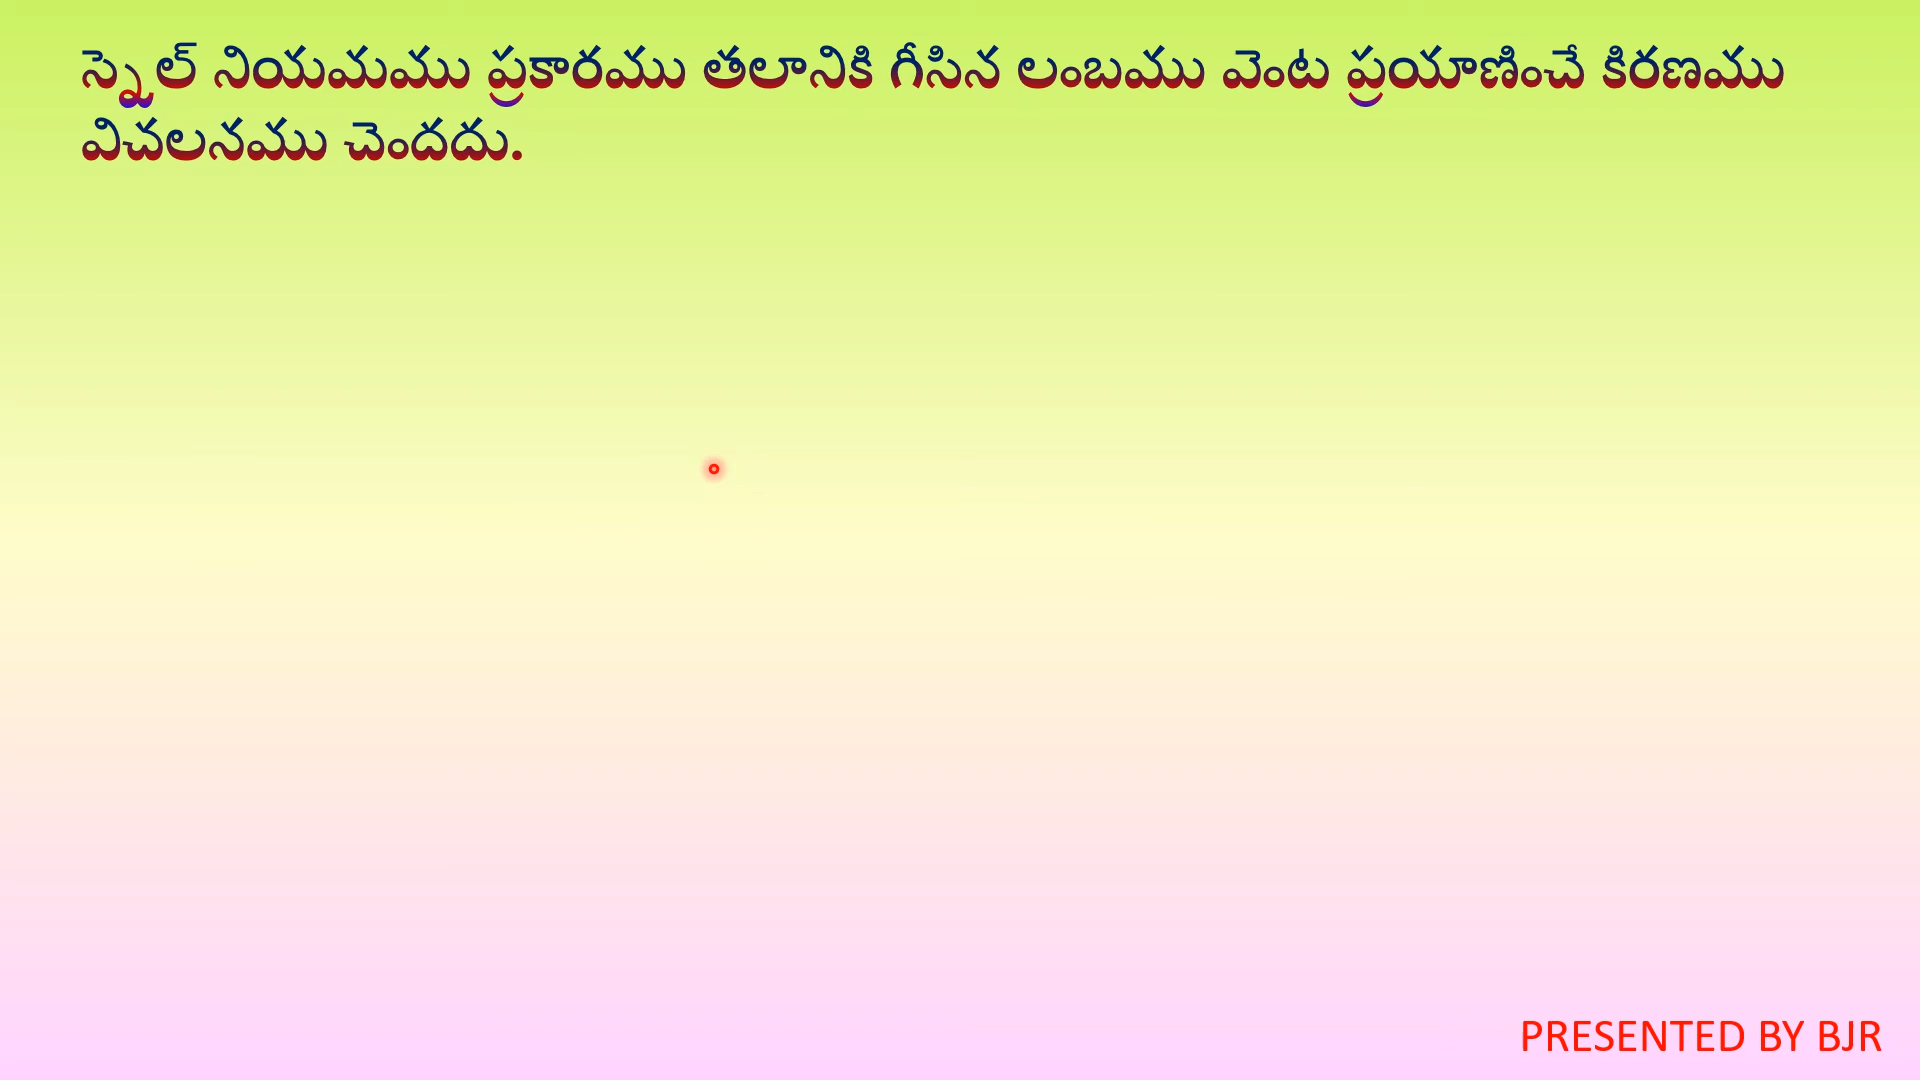 స్నెల్ నియమము ప్రకారము తలానికి గీసిన లంబము వెంట ప్రయాణించే కిరణము
విచలనము చెందదు.
PRESENTED BY BJR